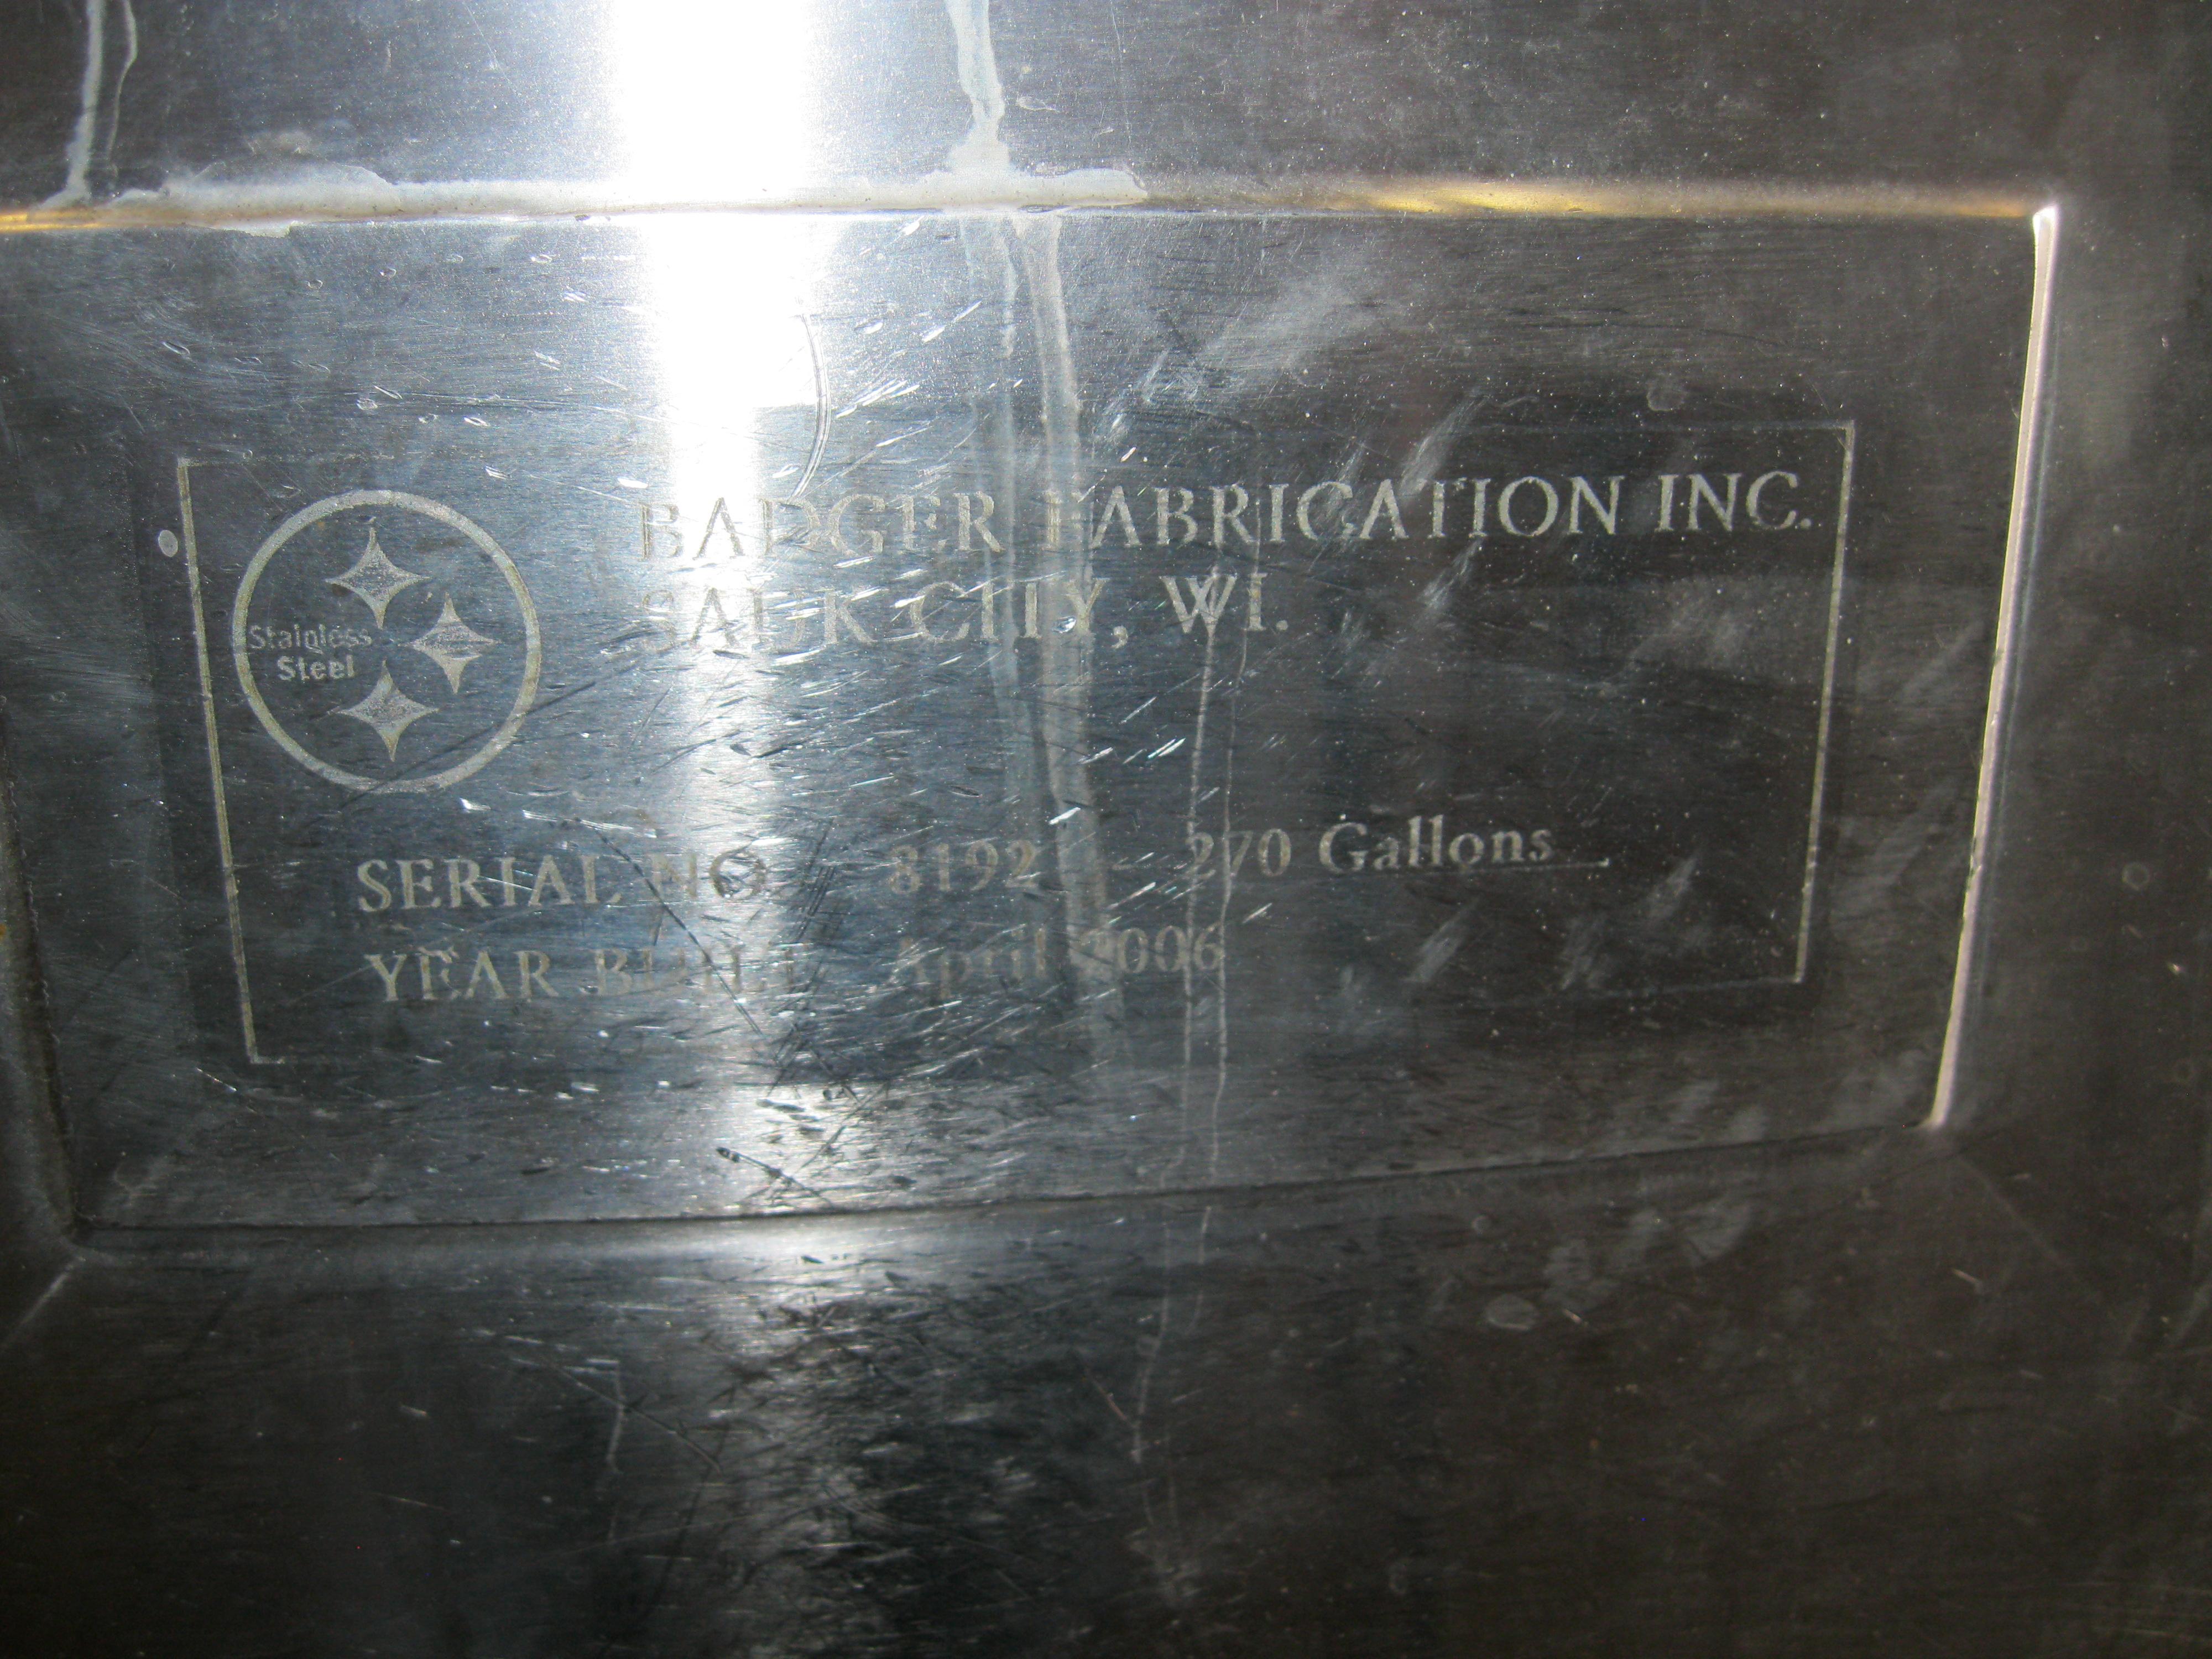 BADGER FABRICATION INC.
SAUK CITY, WI.
Stainless
Steel
SERIAL NO. 8192 - 270 Gallons
YEAR BUILT April 2006